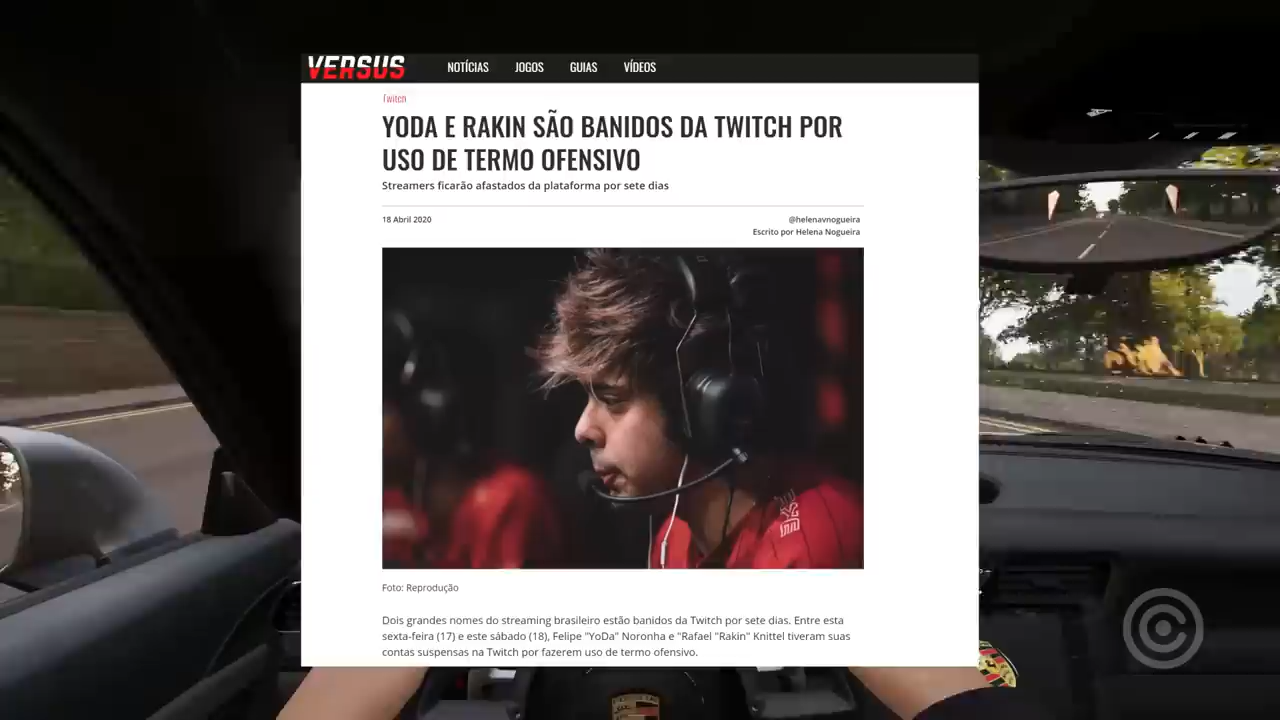 VERSUS
NOTÍCIAS JOGOS GUIAS VÍDEOS
Twitch
YODA E RAKIN SÃO BANIDOS DA TWITCH POR
USO DE TERMO OFENSIVO
Streamers ficarão afastados da plataforma por sete dias
18 Abril 2020
@helenavnogueira
Escrito por Helena Nogueira
Foto: Reprodução
Dois grandes nomes do streaming brasileiro estão banidos da Twitch por sete dias. Entre esta
sexta-feira (17) e este sábado (18), Felipe "YoDa" Noronha e "Rafael "Rakin" Knittel tiveram suas
contas suspensas na Twitch por fazerem uso de termo ofensivo.